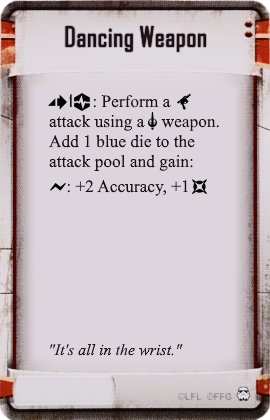 Dancing Weapon
: Perform a
attack using a weapon.
Add 1 blue die to the
attack pool and gain:
: +2 Accuracy, +1
"It's all in the wrist."
©LFL ©FFG